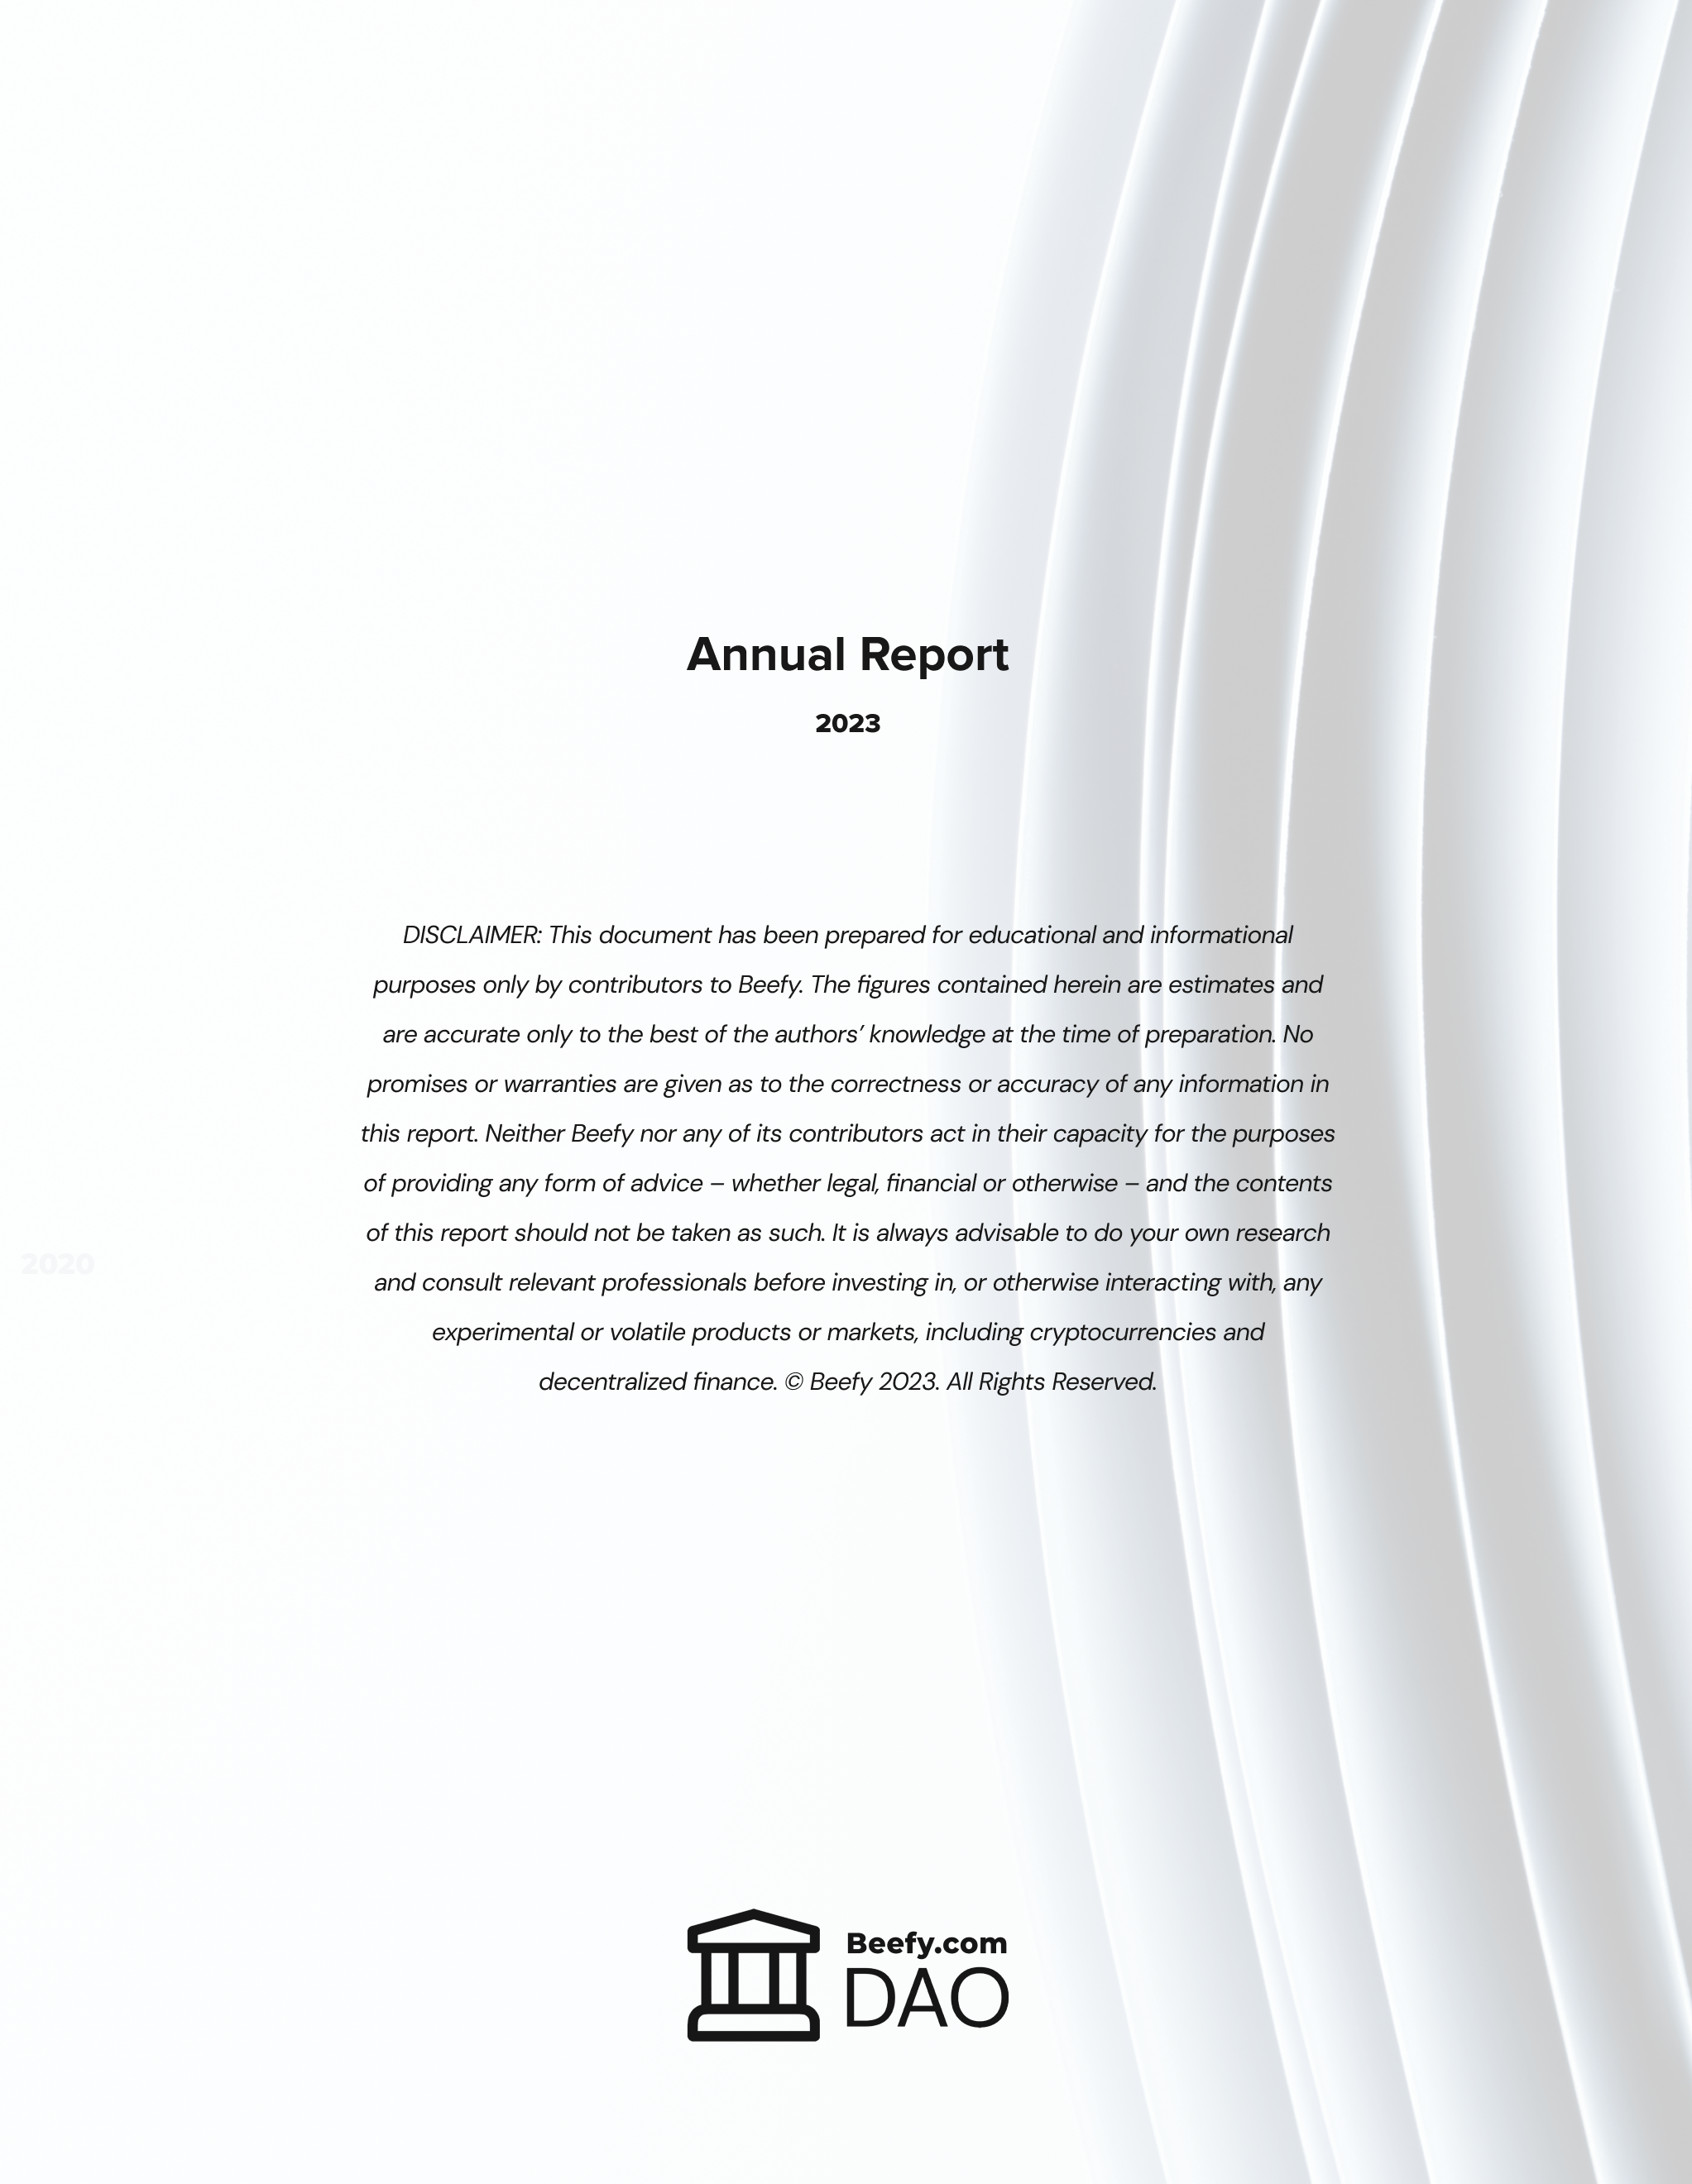 Annual Report
2023
DISCLAIMER: This document has been prepared for educational and informational
purposes only by contributors to Beefy. The figures contained herein are estimates and
are accurate only to the best of the authors’ knowledge at the time of preparation. No
promises or warranties are given as to the correctness or accuracy of any information in
this report. Neither Beefy nor any of its contributors act in their capacity for the purposes
of providing any form of advice – whether legal, financial or otherwise – and the contents
of this report should not be taken as such. It is always advisable to do your own research
2020
and consult relevant professionals before investing in, or otherwise interacting with, any
experimental or volatile products or markets, including cryptocurrencies and
decentralized finance. © Beefy 2023. All Rights Reserved.
Beefy.com
DAO